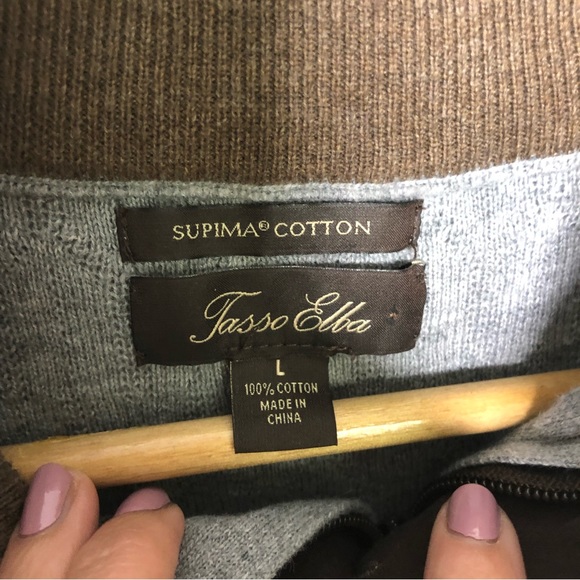 SUPIMA® COTTON
Tasso Elba
L
100% COTTON
MADE IN
CHINA